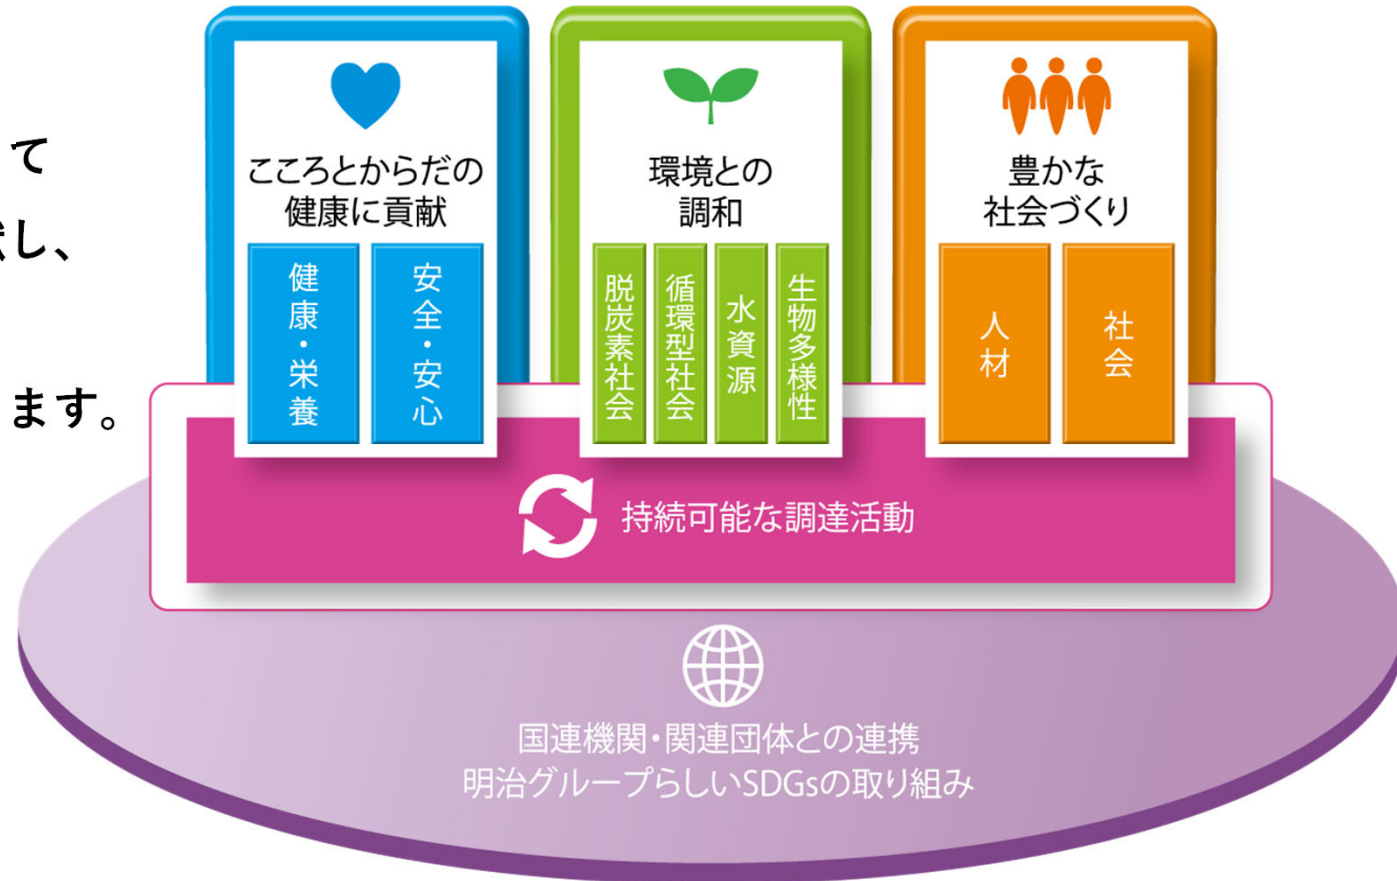 て
し、
ます。
こころとからだの
健康に貢献
健康・栄養
安全・安心
環境との
調和
脱炭素社会
循環型社会
水資源
生物多様性
豊かな
社会づくり
人材
社会
持続可能な調達活動
国連機関・関連団体との連携
明治グループらしいSDGsの取り組み